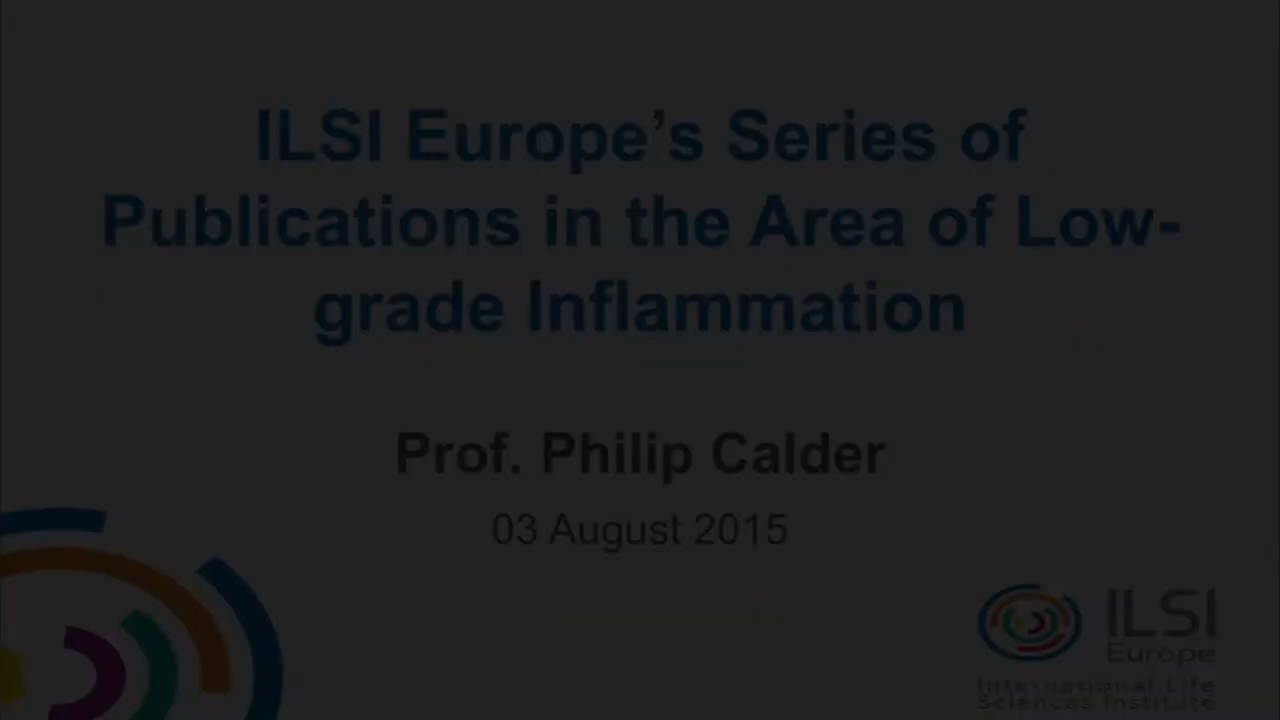 ILSI Europe’s Series of
Publications in the Area of Low-
grade Inflammation
Prof. Philip Calder
03 August 2015
ILSI
Europe
International Life
Sciences Institute